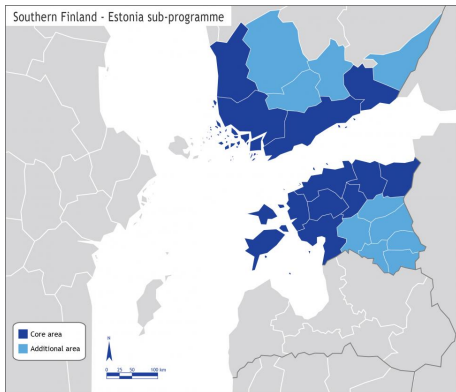 Southern Finland - Estonia sub-programme
Core area
Additional area
N
0 25 50 100 km